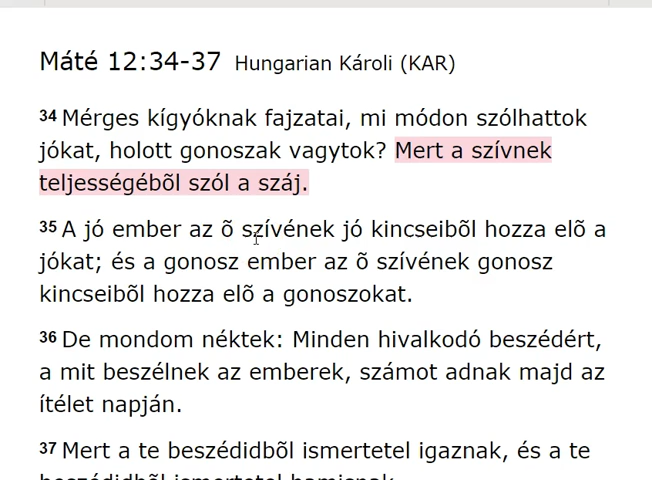 Máté 12:34-37 Hungarian Károli (KAR)
34 Mérges kígyóknak fajzatai, mi módon szólhattok
jókat, holott gonoszak vagytok? Mert a szívnek
teljességébõl szól a száj.
35 A jó ember az õ szívének jó kincseibõl hozza elõ a
jókat; és a gonosz ember az õ szívének gonosz
kincseibõl hozza elõ a gonoszokat.
36 De mondom néktek: Minden hivalkodó beszédért,
a mit beszélnek az emberek, számot adnak majd az
ítélet napján.
37 Mert a te beszédidbõl ismertetel igaznak, és a te
beszédidbõl ismertetel hamisnak.